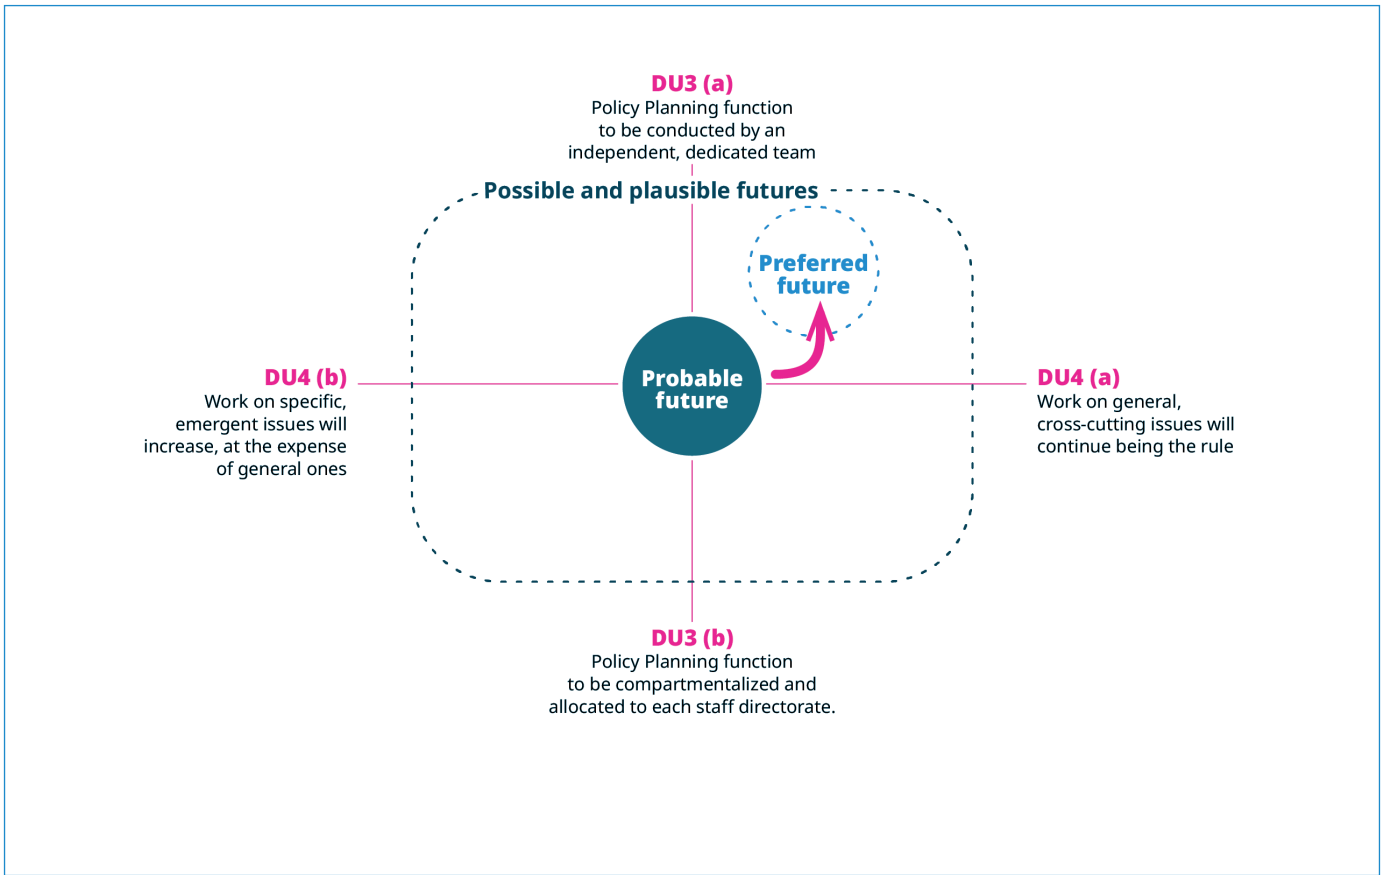 DU3 (a)
Policy Planning function
to be conducted by an
independent, dedicated team
Possible and plausible futures
Preferred
future
Probable
future
DU4 (b)
Work on specific,
emergent issues will
increase, at the expense
of general ones
DU4 (a)
Work on general,
cross-cutting issues will
continue being the rule
DU3 (b)
Policy Planning function
to be compartmentalized and
allocated to each staff directorate.